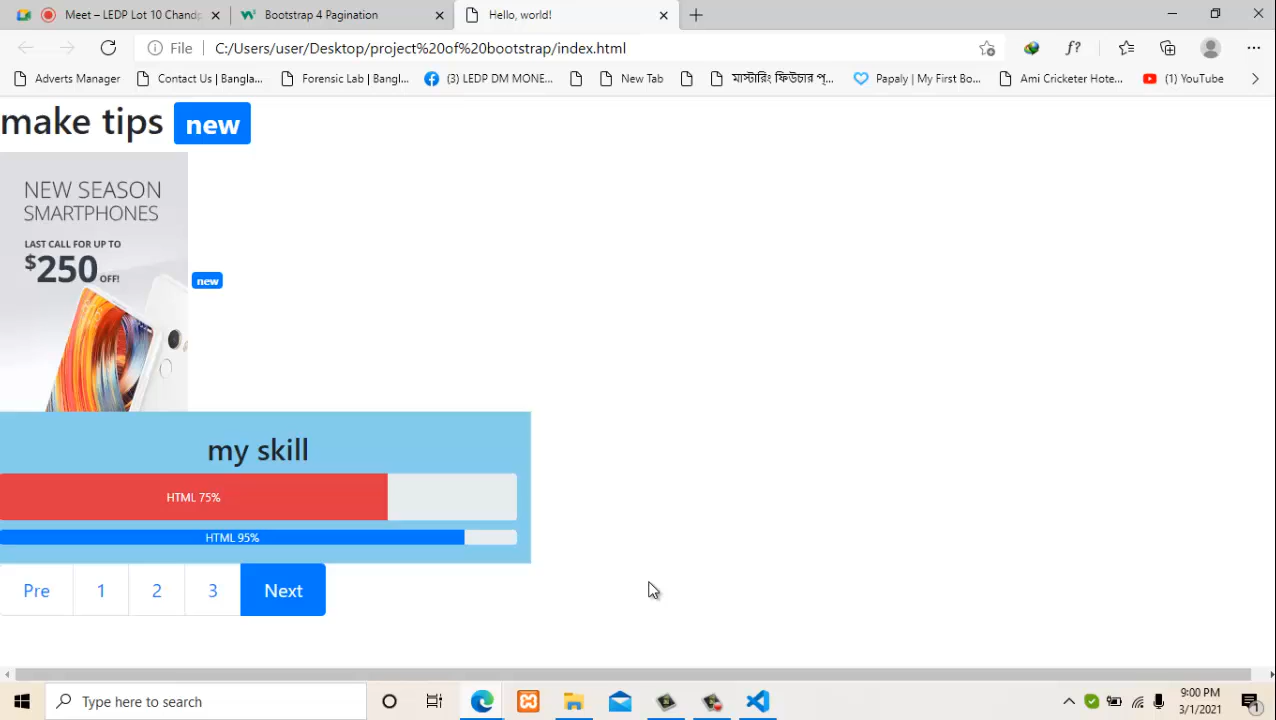 Meet – LEDP Lot 10 Chand
Bootstrap 4 Pagination
Hello, world!
File
C:/Users/user/Desktop/project%20of%20bootstrap/index.html
Adverts Manager
Contact Us | Bangla...
Forensic Lab | Bangl...
(3) LEDP DM MONE...
New Tab
মাস্টারিং ফিউচার প্...
Papaly | My First Bo...
Ami Cricketer Hote...
(1) YouTube
make tips new
NEW SEASON
SMARTPHONES
LAST CALL FOR UP TO
$250 OFF!
new
my skill
HTML 75%
HTML 95%
Pre 1 2 3 Next
Type here to search
9:00 PM
3/1/2021